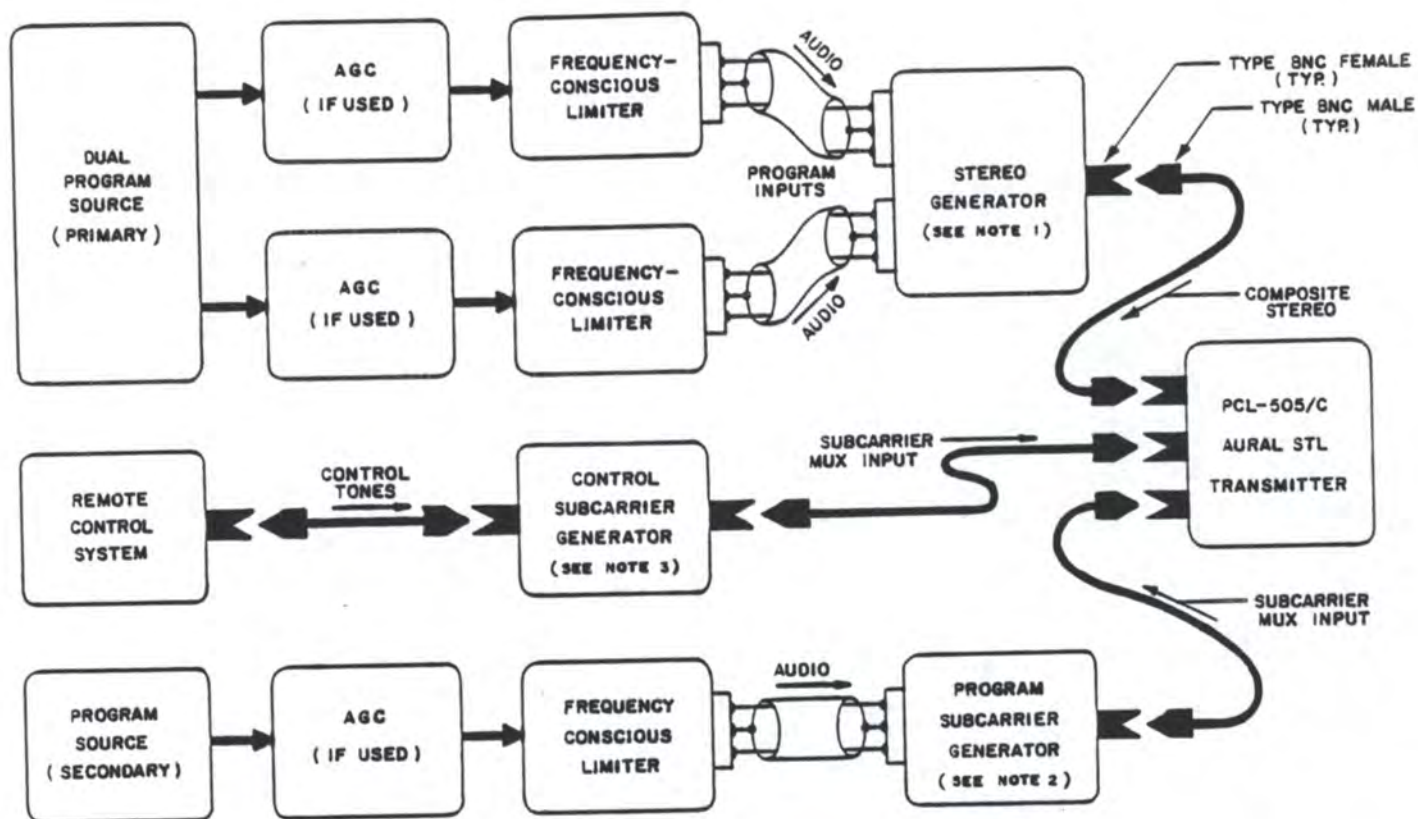 DUAL
PROGRAM
SOURCE
(PRIMARY)
AGC
(IF USED)
FREQUENCY-
CONSCIOUS
LIMITER
AUDIO
PROGRAM
INPUTS
AGC
(IF USED)
FREQUENCY-
CONSCIOUS
LIMITER
AUDIO
STEREO
GENERATOR
(SEE NOTE 1)
TYPE BNC FEMALE
(TYP.)
TYPE BNC MALE
(TYP.)
COMPOSITE
STEREO
REMOTE
CONTROL
SYSTEM
CONTROL
TONES
CONTROL
SUBCARRIER
GENERATOR
(SEE NOTE 3)
SUBCARRIER
MUX INPUT
PCL-505/C
AURAL STL
TRANSMITTER
SUBCARRIER
MUX INPUT
PROGRAM
SOURCE
(SECONDARY)
AGC
(IF USED)
FREQUENCY
CONSCIOUS
LIMITER
AUDIO
PROGRAM
SUBCARRIER
GENERATOR
(SEE NOTE 2)